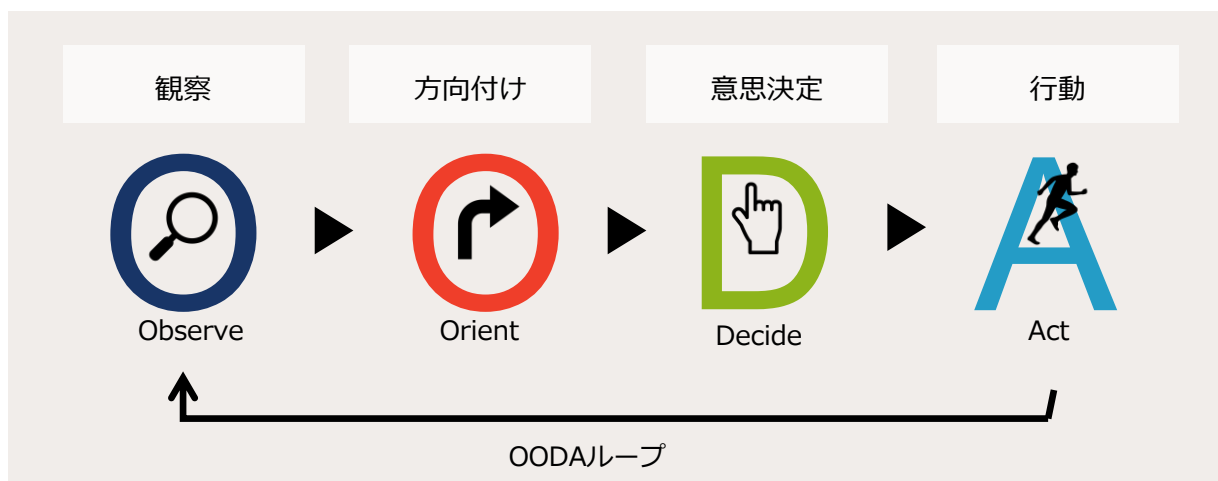 観察
方向付け
意思決定
行動
O
O
D
A
Observe
Orient
Decide
Act
OODAループ